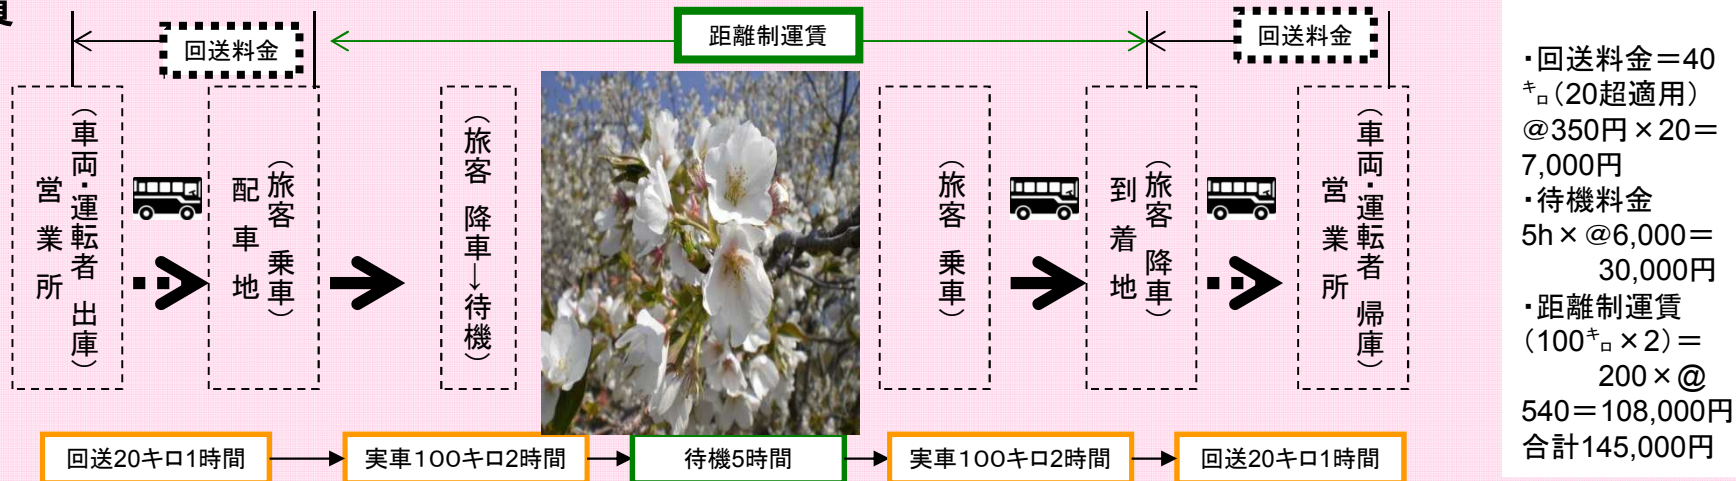 回送料金
距離制運賃
回送料金
営業所
（車両・運転者 出庫）
配車地
（旅客 乗車）
（旅客 降車→待機）
（旅客 乗車）
到着地
（旅客 降車）
営業所
（車両・運転者 帰庫）
回送20キロ1時間
実車100キロ2時間
待機5時間
実車100キロ2時間
回送20キロ1時間
・回送料金＝40
㌔（20超適用）
@350円×20＝
7,000円
・待機料金
5h×@6,000＝
30,000円
・距離制運賃
（100㌔×2）＝
200×@
540＝108,000円
合計145,000円